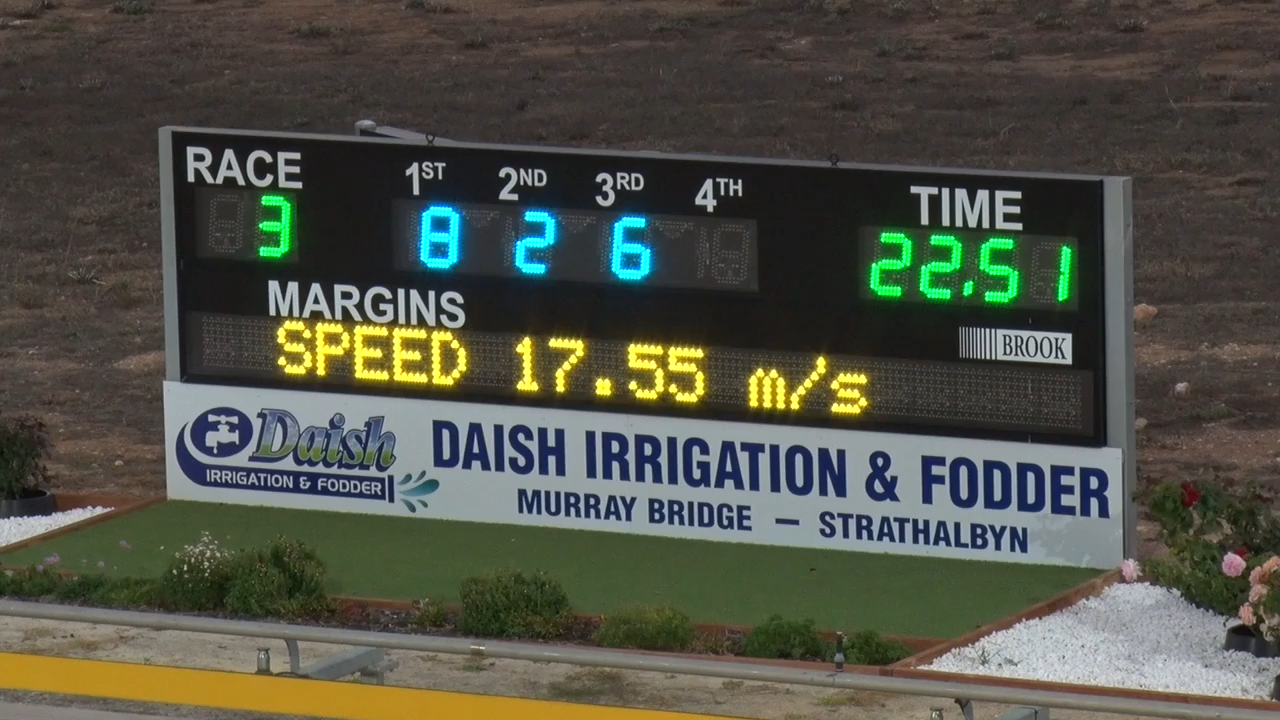 RACE 1ST 2ND 3RD 4TH TIME
3 8 2 6 22.51
MARGINS
BROOK
SPEED 17.55 m/s
Daish
IRRIGATION & FODDER
DAISH IRRIGATION & FODDER
MURRAY BRIDGE — STRATHALBYN